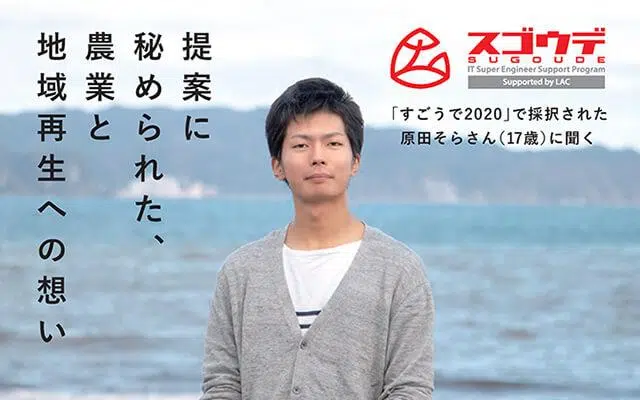 提案に
秘められた、
農業と
地域再生への想い
スゴウデ
SUGOUDE
IT Super Engineer Support Program
Supported by LAC
「すごうで2020」で採択された
原田そらさん（17歳）に聞く